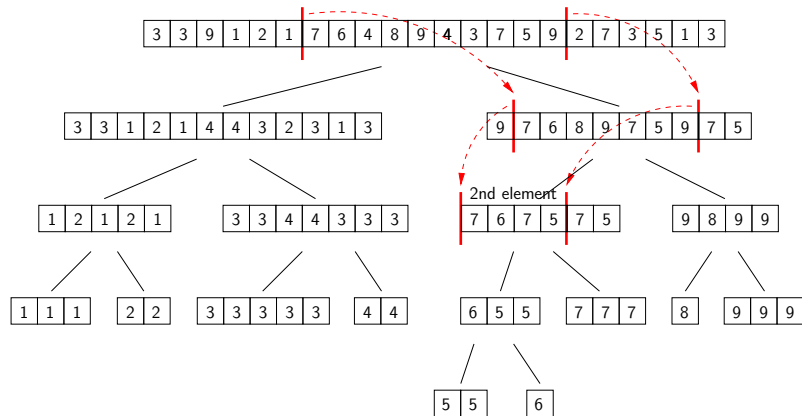 3 3 9 1 2 1 7 6 4 8 9 4 3 7 5 9 2 7 3 5 1 3
3 3 1 2 1 4 4 3 2 3 1 3 9 7 6 8 9 7 5 9 7 5
2nd element
1 2 1 2 1 3 3 4 4 3 3 3 7 6 7 5 7 5 9 8 9 9
1 1 1 2 2 3 3 3 3 3 4 4 6 5 5 7 7 7 8 9 9 9
5 5 6